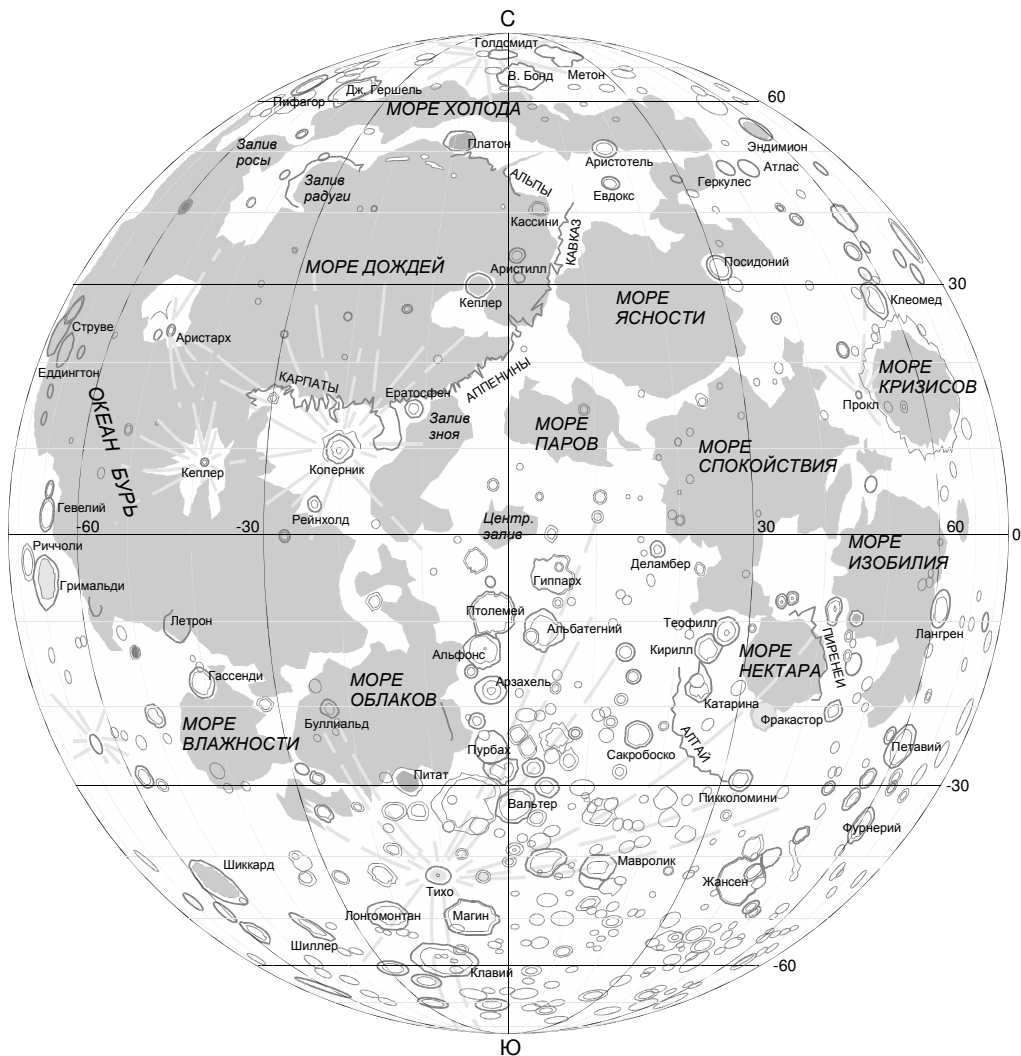 С
Голдомидт
В. Бонд
Метон
Дж. Гершель
Пифагор
60
МОРЕ ХОЛОДА
Залив
росы
Платон
Аристотель
Эндимион
Атлас
Геркулес
Залив
радуги
АЛЬПЫ
Евдокс
Кассини
КАВКАЗ
МОРЕ ДОЖДЕЙ
Аристилл
Посидоний
30
Кеплер
МОРЕ
ЯСНОСТИ
Клеомед
Струве
Аристарх
Еддингтон
КАРПАТЫ
АППЕНИНЫ
МОРЕ
КРИЗИСОВ
Ератосфен
Прокл
ОКЕАН БУРЬ
Залив
зноя
МОРЕ
ПАРОВ
МОРЕ
СПОКОЙСТВИЯ
Кеплер
Коперник
Гевелий
Рейнхолд
Центр.
залив
-60
-30
30
60
0
Риччоли
МОРЕ
ИЗОБИЛИЯ
Гримальди
Гиппарх
Деламбер
Летрон
Птолемей
Альбатегний
Теофилл
Лангрен
Альфонс
Кирилл
МОРЕ
НЕКТАРА
ПИРЕНЕИ
Гассенди
МОРЕ
ОБЛАКОВ
Арзахель
Катарина
Фракастор
МОРЕ
ВЛАЖНОСТИ
Буллиальд
Пурбах
Сакробоско
АЛТАЙ
Петавий
Питат
-30
Вальтер
Пикколомини
Фурнерий
Шиккард
Мавролик
Жансен
Тихо
Лонгомонтан
Магин
Шиллер
Клавий
-60
Ю